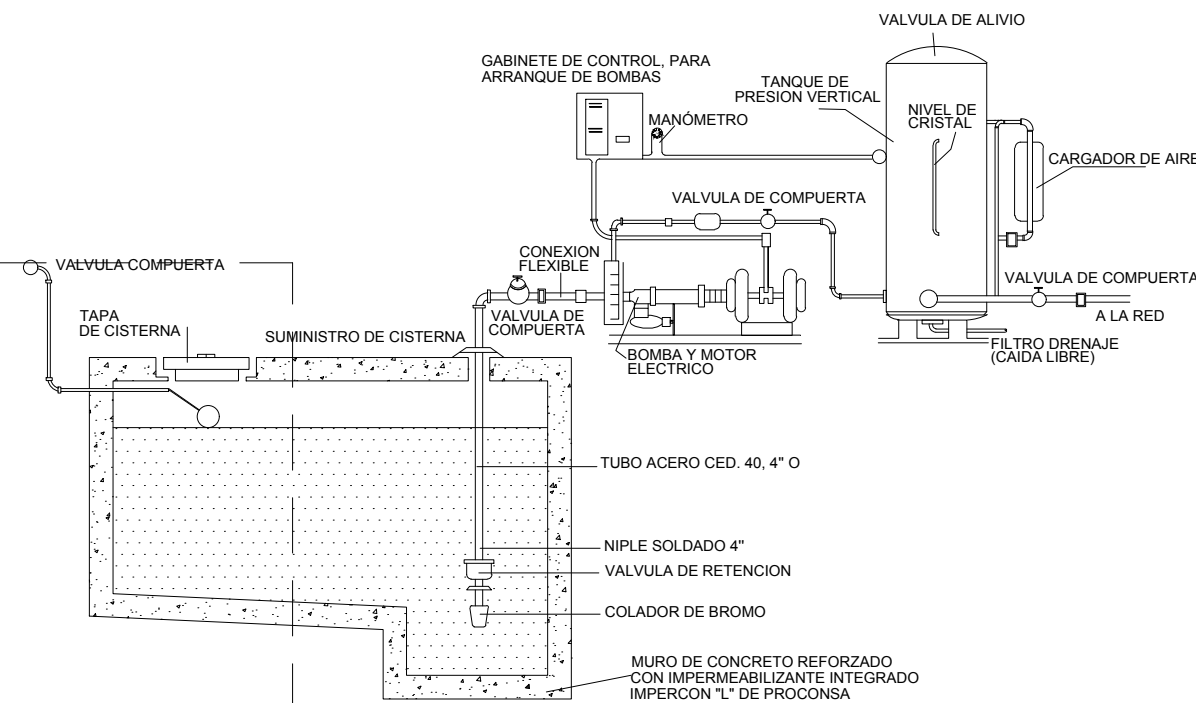 VALVULA DE ALIVIO
GABINETE DE CONTROL, PARA
ARRANQUE DE BOMBAS
TANQUE DE
PRESION VERTICAL
NIVEL DE
CRISTAL
MANÓMETRO
CARGADOR DE AIRE
VALVULA DE COMPUERTA
CONEXION
FLEXIBLE
VALVULA COMPUERTA
VALVULA DE COMPUERTA
TAPA
DE CISTERNA
SUMINISTRO DE CISTERNA
VALVULA DE
COMPUERTA
A LA RED
BOMBA Y MOTOR
ELECTRICO
FILTRO DRENAJE
(CAIDA LIBRE)
TUBO ACERO CED. 40, 4" O
NIPLE SOLDADO 4"
VALVULA DE RETENCION
COLADOR DE BROMO
MURO DE CONCRETO REFORZADO
CON IMPERMEABILIZANTE INTEGRADO
IMPERCON "L" DE PROCONSA